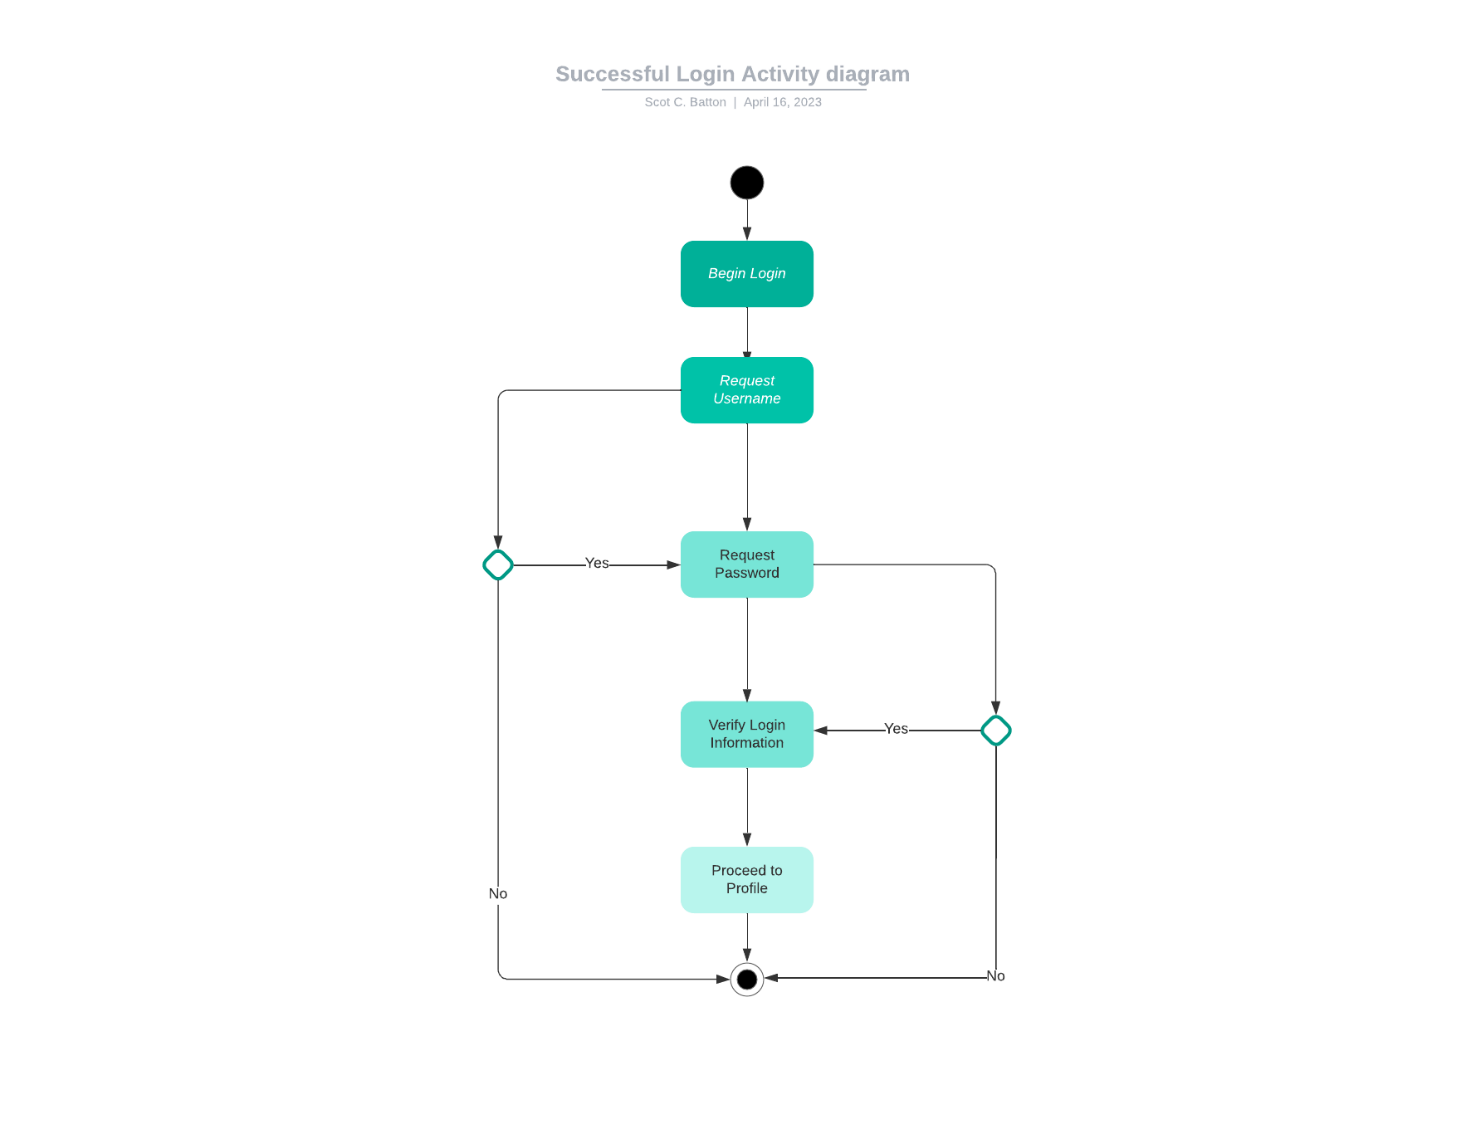 Successful Login Activity diagram
Scot C. Batton | April 16, 2023
Begin Login
Request
Username
Yes
Request
Password
Verify Login
Information
Yes
Proceed to
Profile
No
No